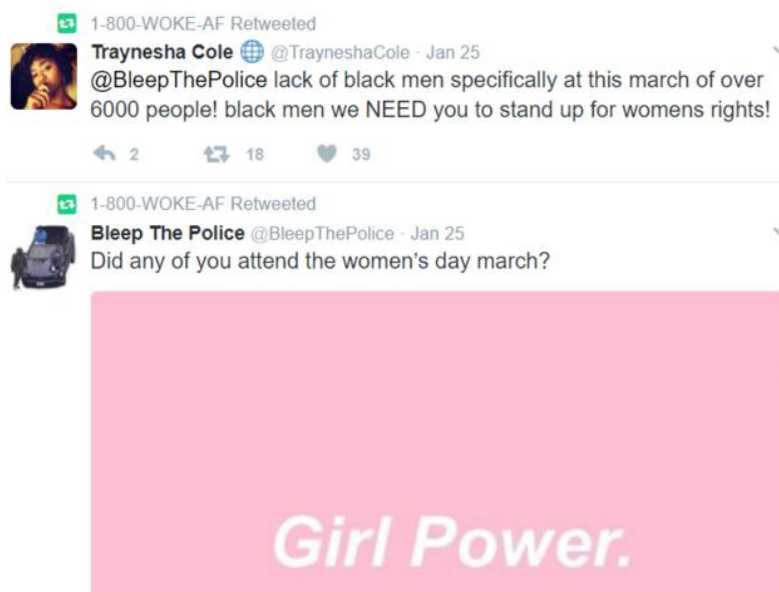 1-800-WOKE-AF Retweeted
Traynesha Cole @TrayneshaCole · Jan 25
@BleepThePolice lack of black men specifically at this march of over
6000 people! black men we NEED you to stand up for womens rights!
2 18 39
1-800-WOKE-AF Retweeted
Bleep The Police @BleepThePolice · Jan 25
Did any of you attend the women's day march?
Girl Power.